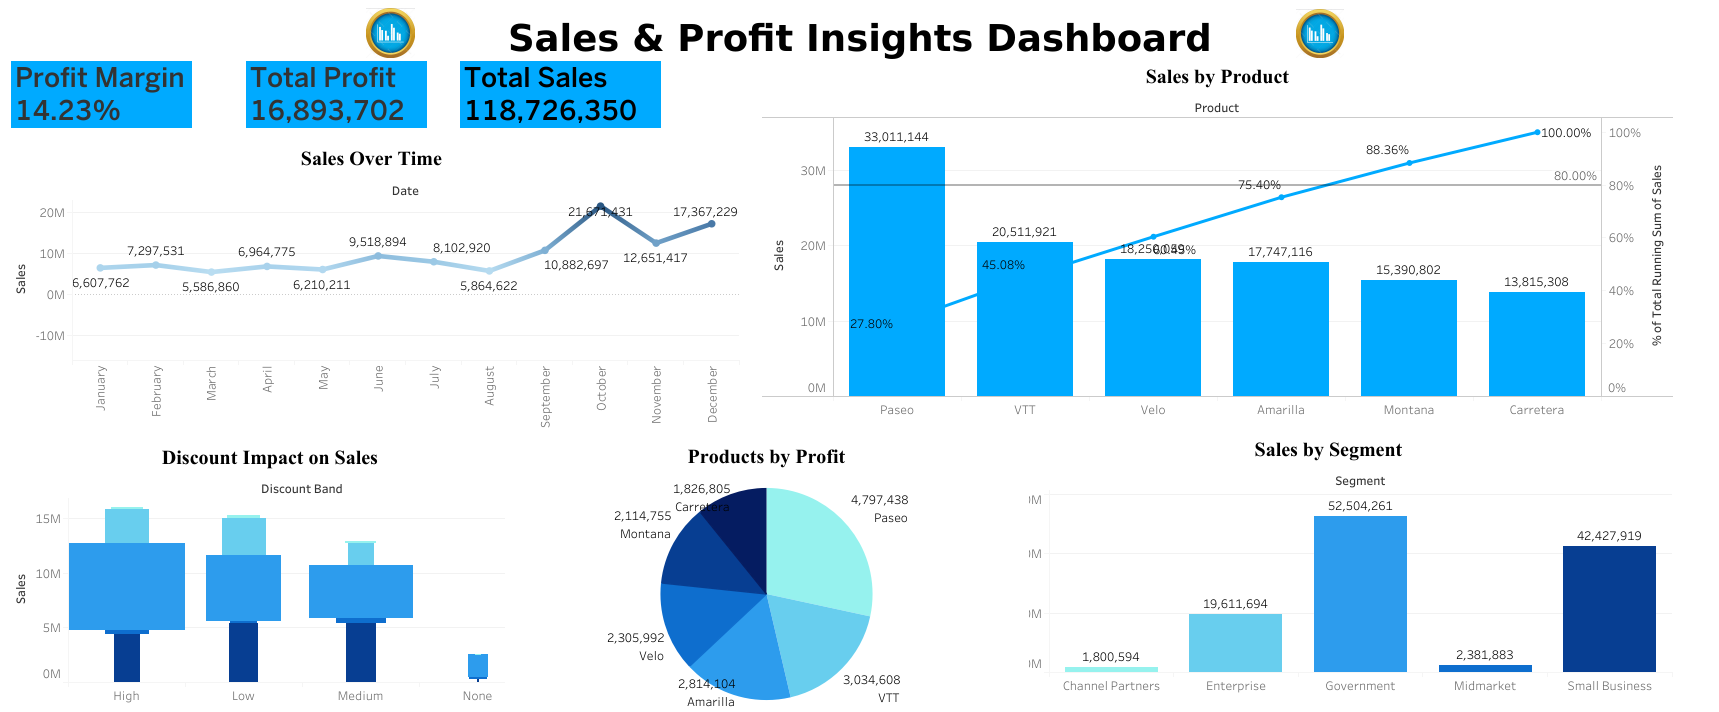 Sales & Profit Insights Dashboard
Profit Margin
14.23%
Total Profit
16,893,702
Total Sales
118,726,350
Sales Over Time
Date
Sales
20M
10M
0M
-10M
6,607,762
7,297,531
5,586,860
6,964,775
6,210,211
9,518,894
8,102,920
5,864,622
10,882,697
21,671,431
12,651,417
17,367,229
January
February
March
April
May
June
July
August
September
October
November
December
Sales by Product
Product
Sales
30M
20M
10M
0M
33,011,144
20,511,921
17,747,116
15,390,802
13,815,308
27.80%
45.08%
75.40%
88.36%
100.00%
80.00%
100%
80%
60%
40%
20%
0%
% of Total Running Sum of Sales
Paseo
VTT
Velo
Amarilla
Montana
Carretera
Discount Impact on Sales
Discount Band
Sales
15M
10M
5M
0M
High
Low
Medium
None
Products by Profit
1,826,805
Carretera
4,797,438
Paseo
2,114,755
Montana
2,305,992
Velo
2,814,104
Amarilla
3,034,608
VTT
Sales by Segment
Segment
1,800,594
19,611,694
52,504,261
2,381,883
42,427,919
Channel Partners
Enterprise
Government
Midmarket
Small Business